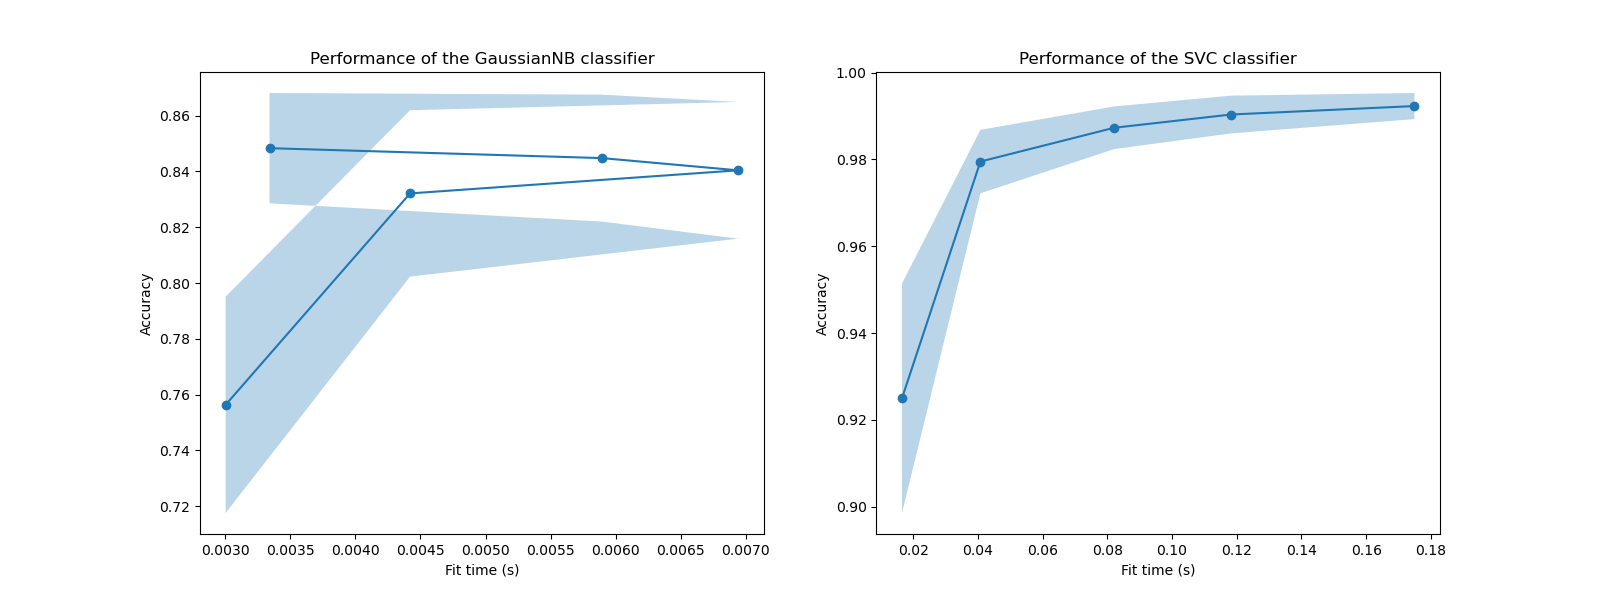 Performance of the GaussianNB classifier
Accuracy
0.86
0.84
0.82
0.80
0.78
0.76
0.74
0.72
0.0030 0.0035 0.0040 0.0045 0.0050 0.0055 0.0060 0.0065 0.0070
Fit time (s)
Performance of the SVC classifier
Accuracy
1.00
0.98
0.96
0.94
0.92
0.90
0.02 0.04 0.06 0.08 0.10 0.12 0.14 0.16 0.18
Fit time (s)